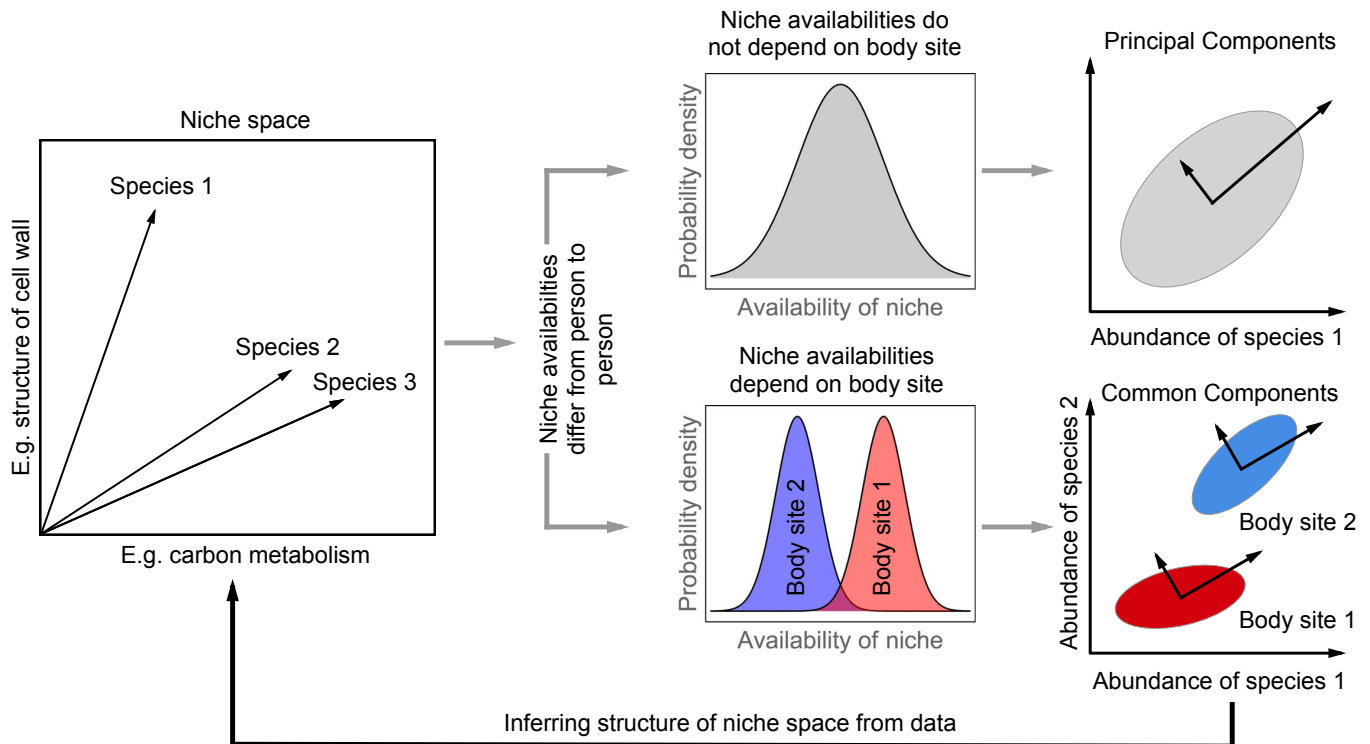 Niche space
E.g. structure of cell wall
Species 1
Species 2
Species 3
E.g. carbon metabolism
Niche availabilties
differ from person to
person
Niche availabilities do
not depend on body site
Probability density
Availability of niche
Principal Components
Abundance of species 1
Niche availabilities
depend on body site
Probability density
Body site 2
Body site 1
Availability of niche
Common Components
Abundance of species 2
Body site 2
Body site 1
Abundance of species 1
Inferring structure of niche space from data